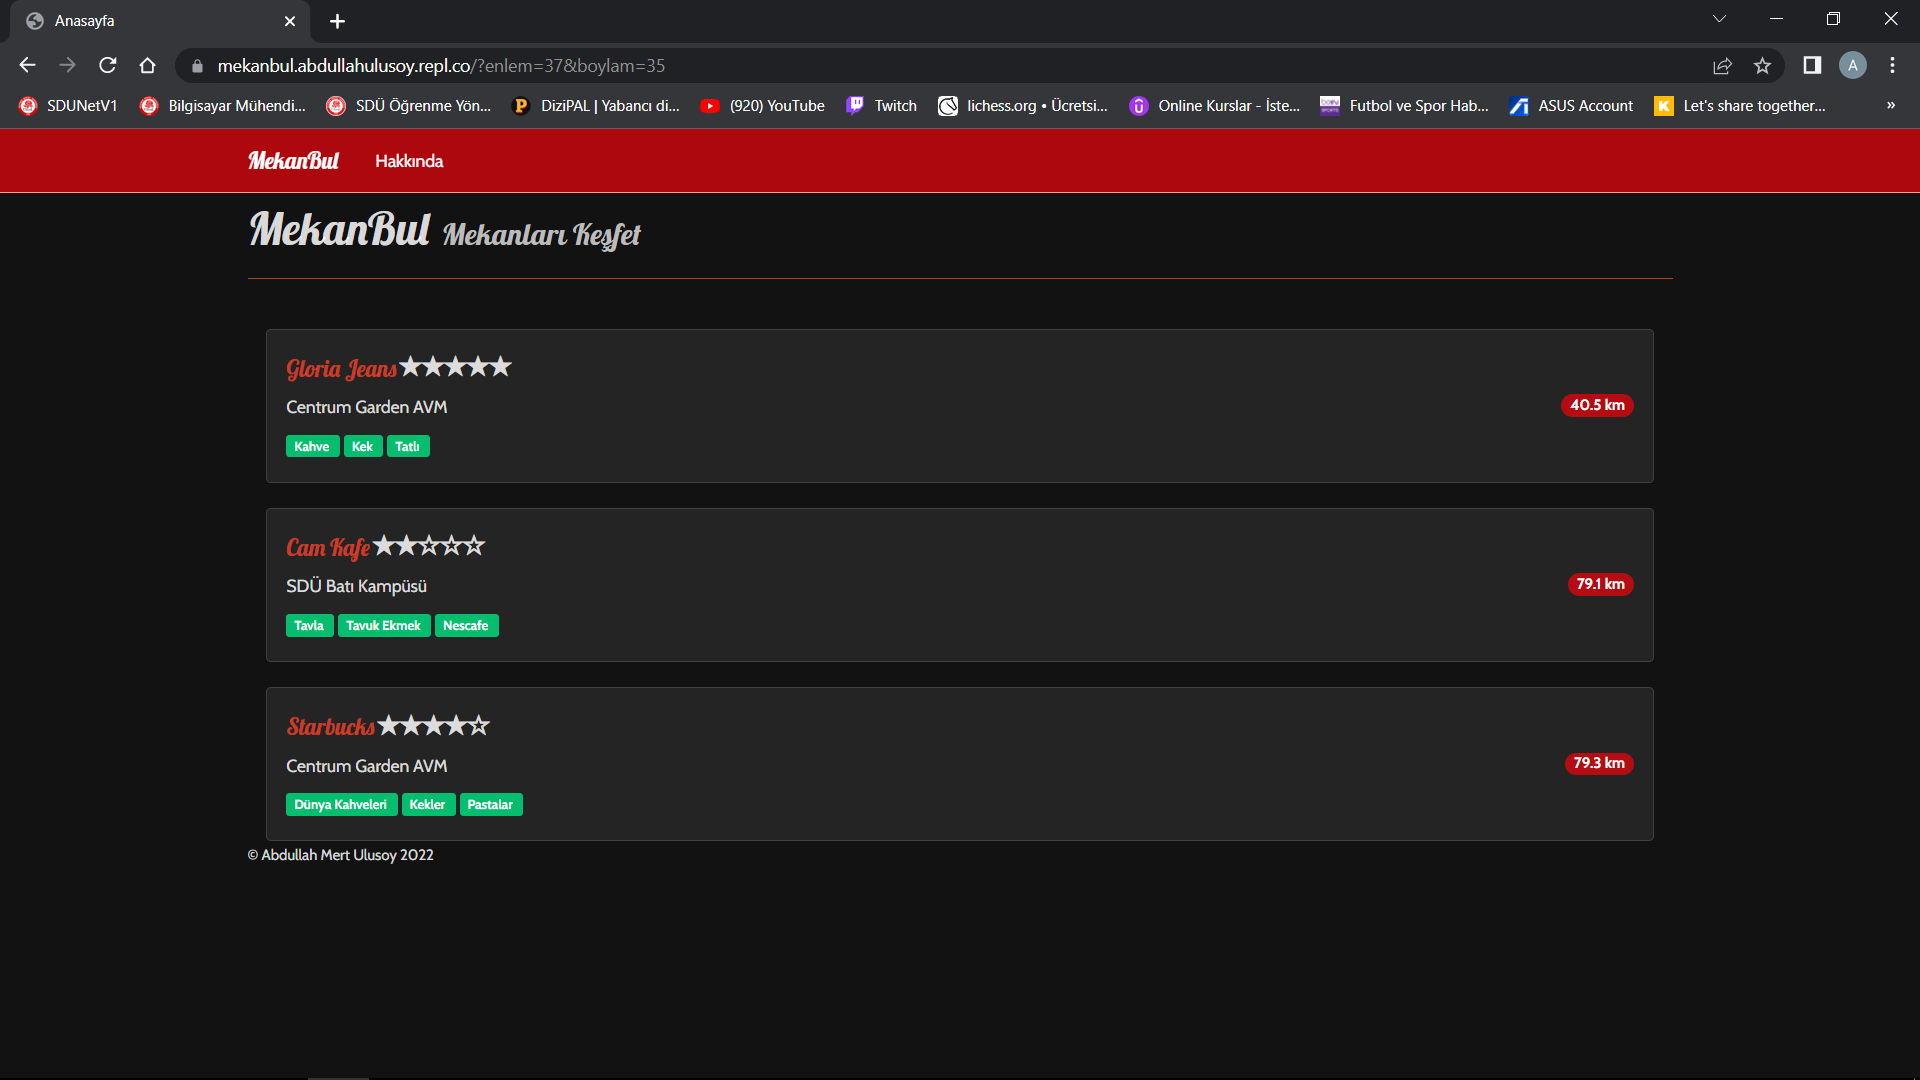 Anasayfa
mekanbul.abdullahulusoy.repl.co/?enlem=37&boylam=35
A
SDUNetV1 Bilgisayar Mühendi... SDÜ Öğrenme Yön... DiziPAL | Yabancı di... (920) YouTube Twitch lichess.org • Ücretsi... Online Kurslar - İste... Futbol ve Spor Hab... ASUS Account Let's share together... »
MekanBul Hakkında
MekanBul Mekanları Keşfet
Gloria Jeans ★★★★★
Centrum Garden AVM
40.5 km
Kahve Kek Tatlı
Cam Kafe ★★☆☆☆
SDÜ Batı Kampüsü
79.1 km
Tavla Tavuk Ekmek Nescafe
Starbucks ★★★★☆
Centrum Garden AVM
79.3 km
Dünya Kahveleri Kekler Pastalar
© Abdullah Mert Ulusoy 2022